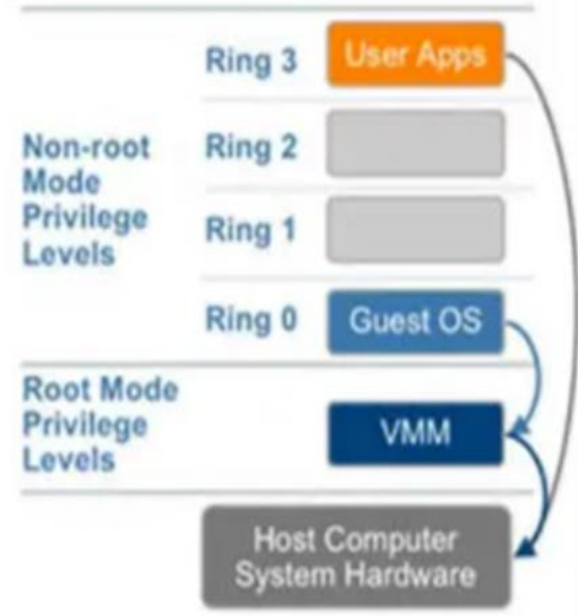 Ring 3
User Apps
Non-root
Mode
Privilege
Levels
Ring 2
Ring 1
Ring 0
Guest OS
Root Mode
Privilege
Levels
VMM
Host Computer
System Hardware